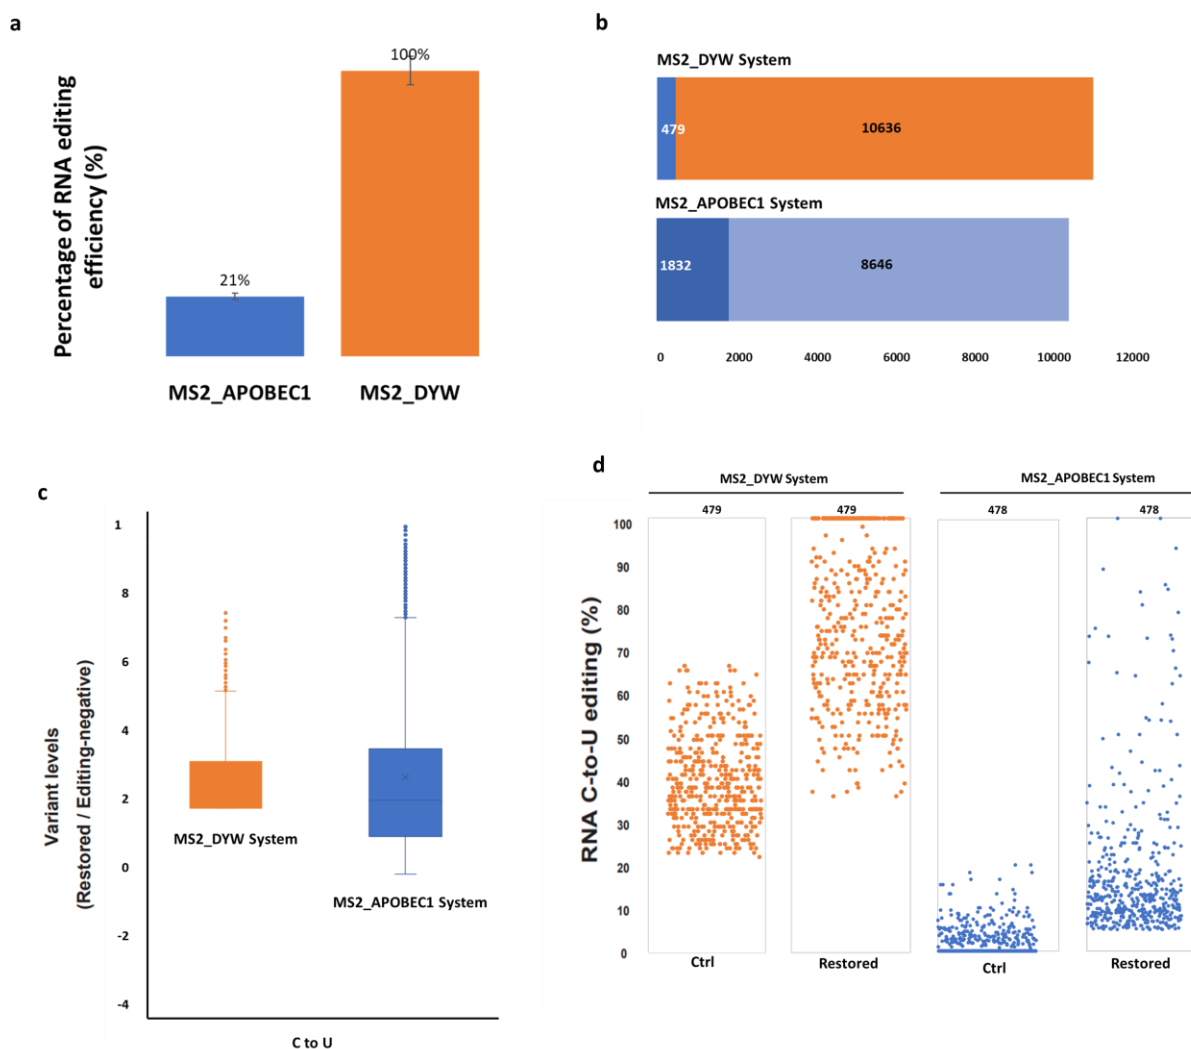 a
Percentage of RNA editing
efficiency (%)
100%
21%
MS2_APOBEC1
MS2_DYW
b
MS2_DYW System
479
10636
MS2_APOBEC1 System
1832
8646
0
2000
4000
6000
8000
10000
12000
c
Variant levels
(Restored / Editing-negative)
1
8
6
4
2
0
-2
-4
MS2_DYW System
MS2_APOBEC1 System
C to U
d
MS2_DYW System
MS2_APOBEC1 System
479
479
478
478
RNA C-to-U editing (%)
100
90
80
70
60
50
40
30
20
10
0
Ctrl
Restored
Ctrl
Restored